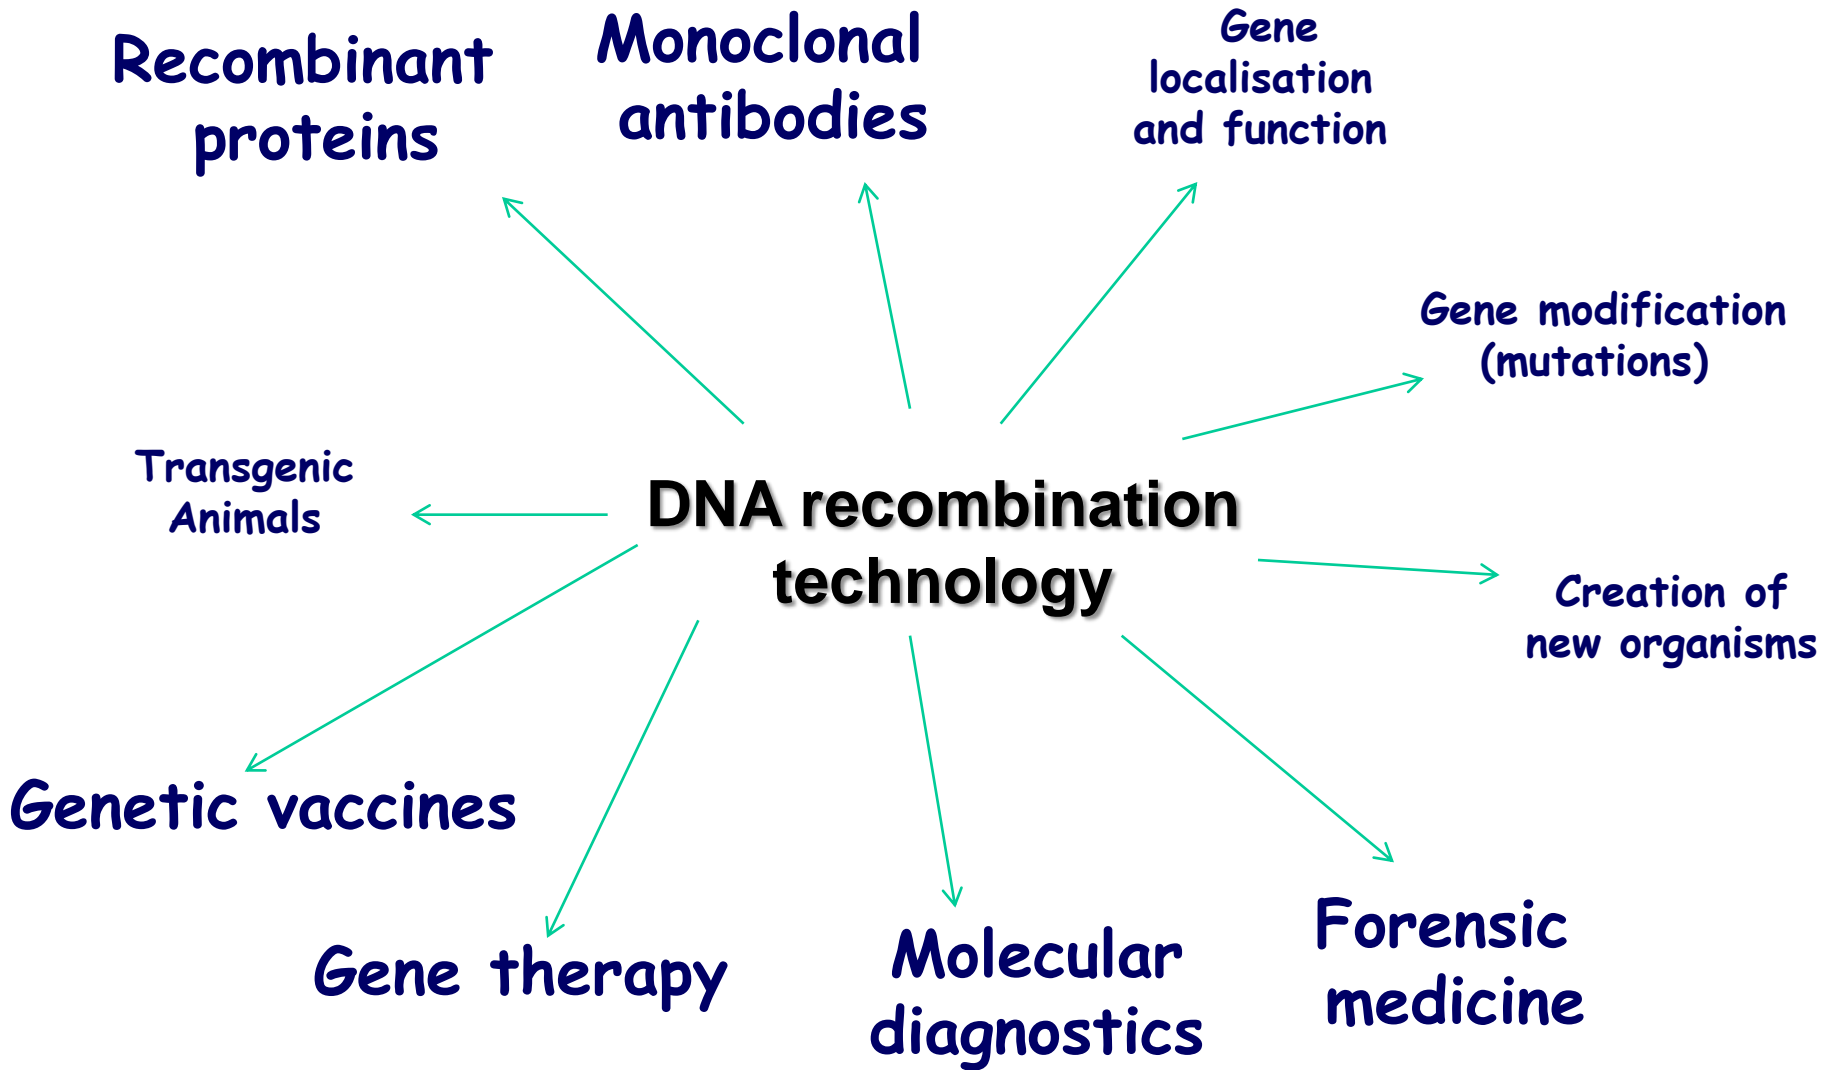 Recombinant
proteins
Monoclonal
antibodies
Gene
localisation
and function
Gene modification
(mutations)
Transgenic
Animals
DNA recombination
technology
Creation of
new organisms
Genetic vaccines
Gene therapy
Molecular
diagnostics
Forensic
medicine